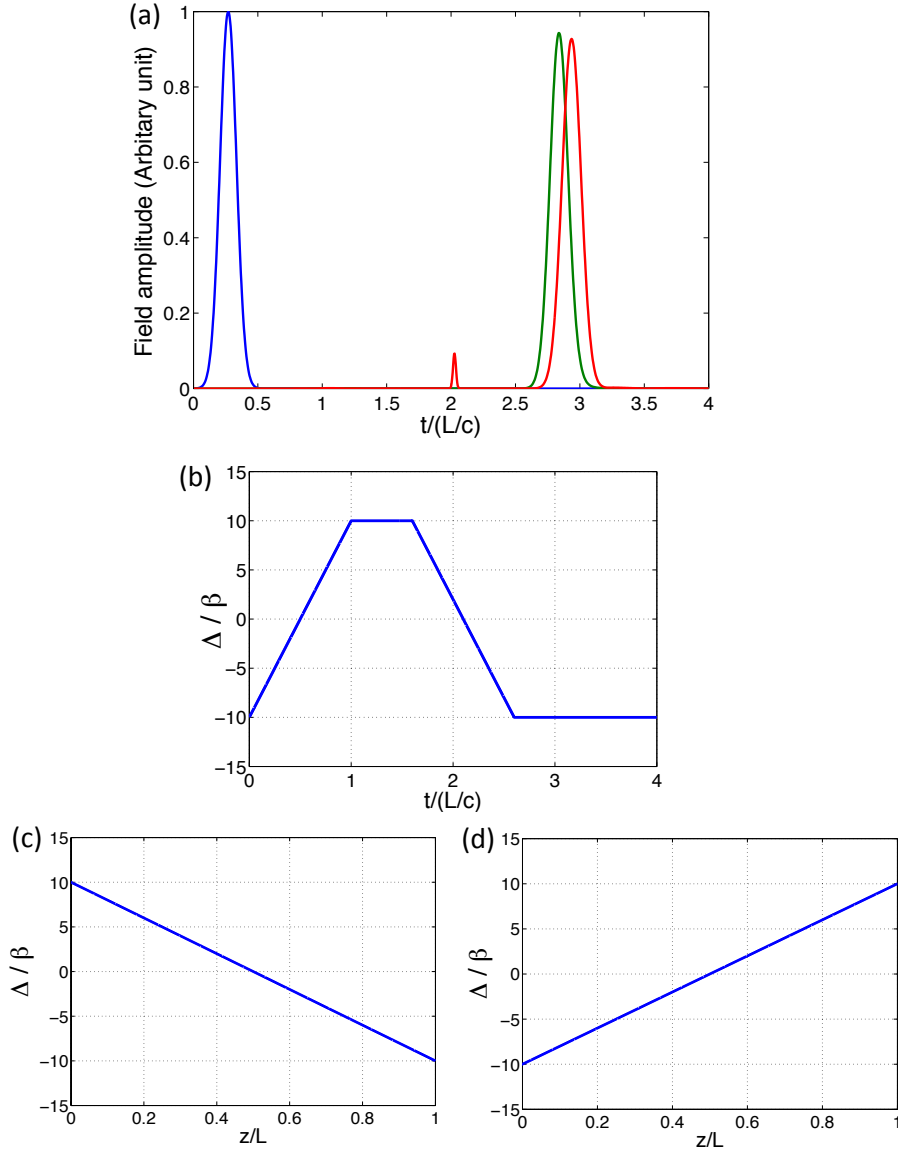 (a)
Field amplitude (Arbitary unit)
1
0.8
0.6
0.4
0.2
0
0 0.5 1 1.5 2 2.5 3 3.5 4
t/(L/c)
(b)
Δ / β
15
10
5
0
−5
−10
−15
0 1 2 3 4
t/(L/c)
(c)
Δ / β
15
10
5
0
−5
−10
−15
0 0.2 0.4 0.6 0.8 1
z/L
(d)
Δ / β
15
10
5
0
−5
−10
−15
0 0.2 0.4 0.6 0.8 1
z/L